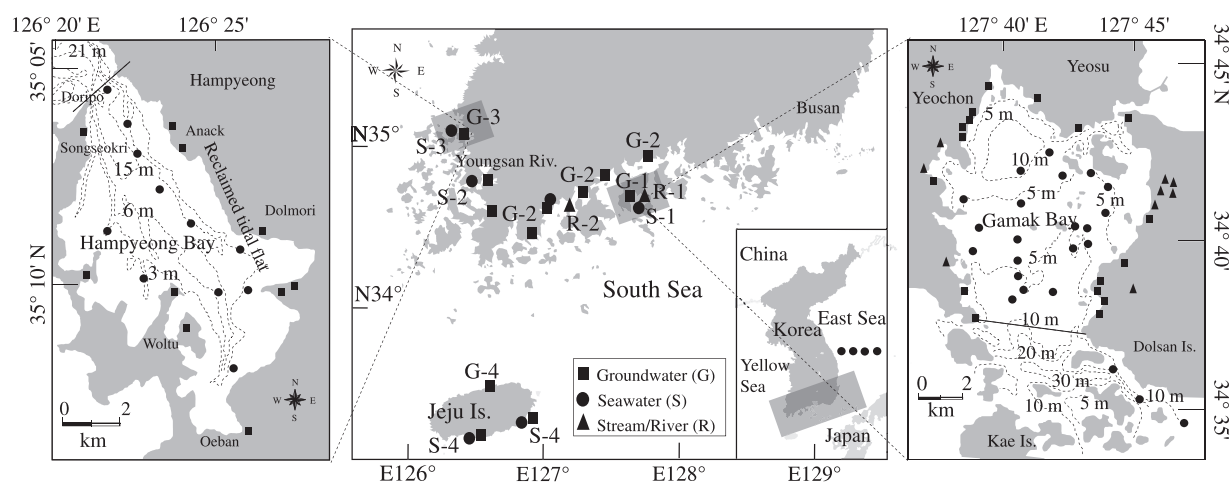 126° 20' E
126° 25'
35° 05'
35° 10' N
21 m
Doripo
Hampyeong
Anack
Songseokri
15 m
Reclaimed tidal flat
6 m
Dolmori
Hampyeong Bay
3 m
Woltu
N
W E
S
0 2
km
Oeban
N
W E
S
Busan
N35°
G-3
S-3
Youngsan Riv.
G-2
G-2
S-2
G-1
R-1
G-2
R-2
S-1
South Sea
N34°
G-4
Jeju Is.
S-4
S-4
Groundwater (G)
Seawater (S)
Stream/River (R)
China
Korea
East Sea
Yellow
Sea
Japan
E126°
E127°
E128°
E129°
127° 40' E
127° 45'
34° 45' N
34° 40'
34° 35'
N
W E
S
Yeosu
Yeochon
5 m
10 m
5 m
5 m
Gamak Bay
5 m
10 m
Dolsan Is.
20 m
30 m
10 m
5 m
10 m
0 2
km
Kae Is.